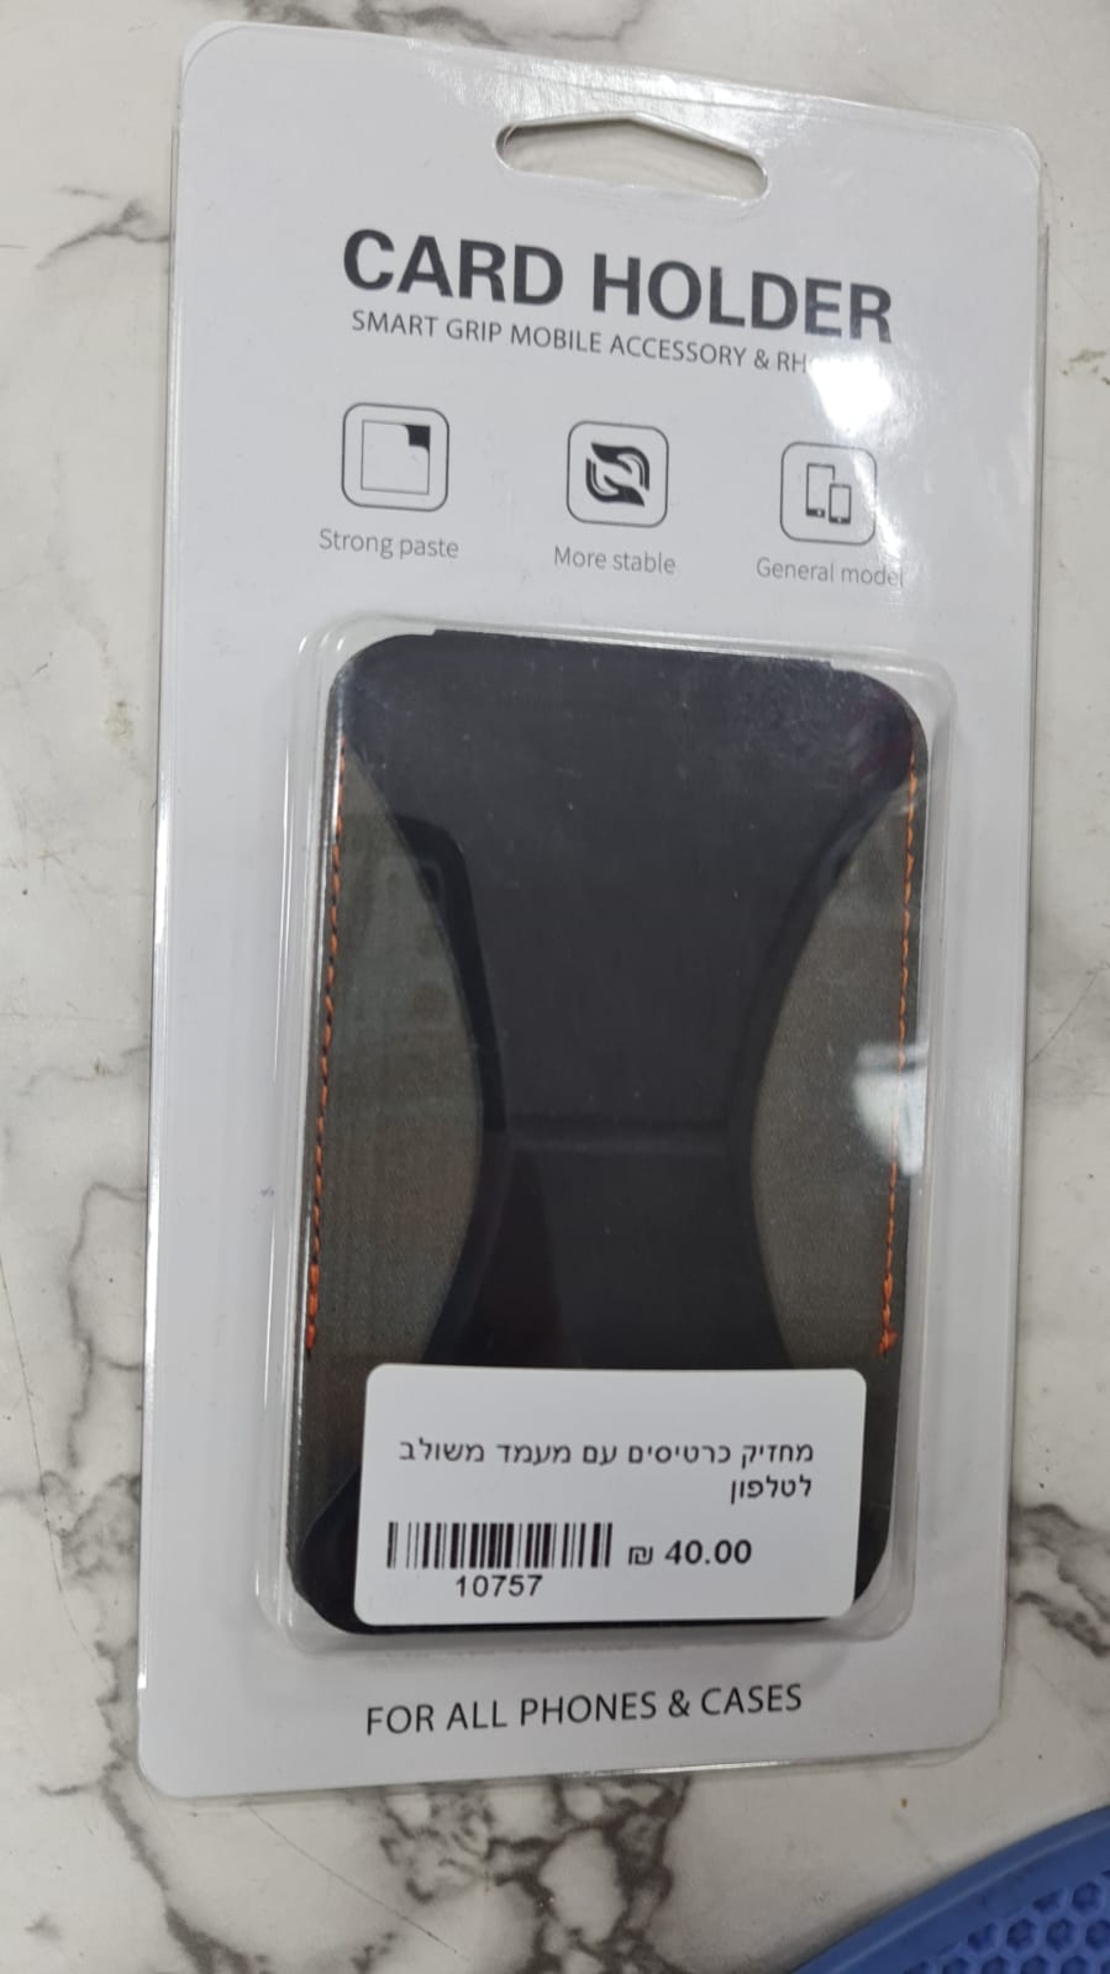 CARD HOLDER
SMART GRIP MOBILE ACCESSORY &
Strong paste
More stable
General model
מחזיק כרטיסים עם מעמד משולב
לטלפון
40.00 ₪
10757
FOR ALL PHONES & CASES